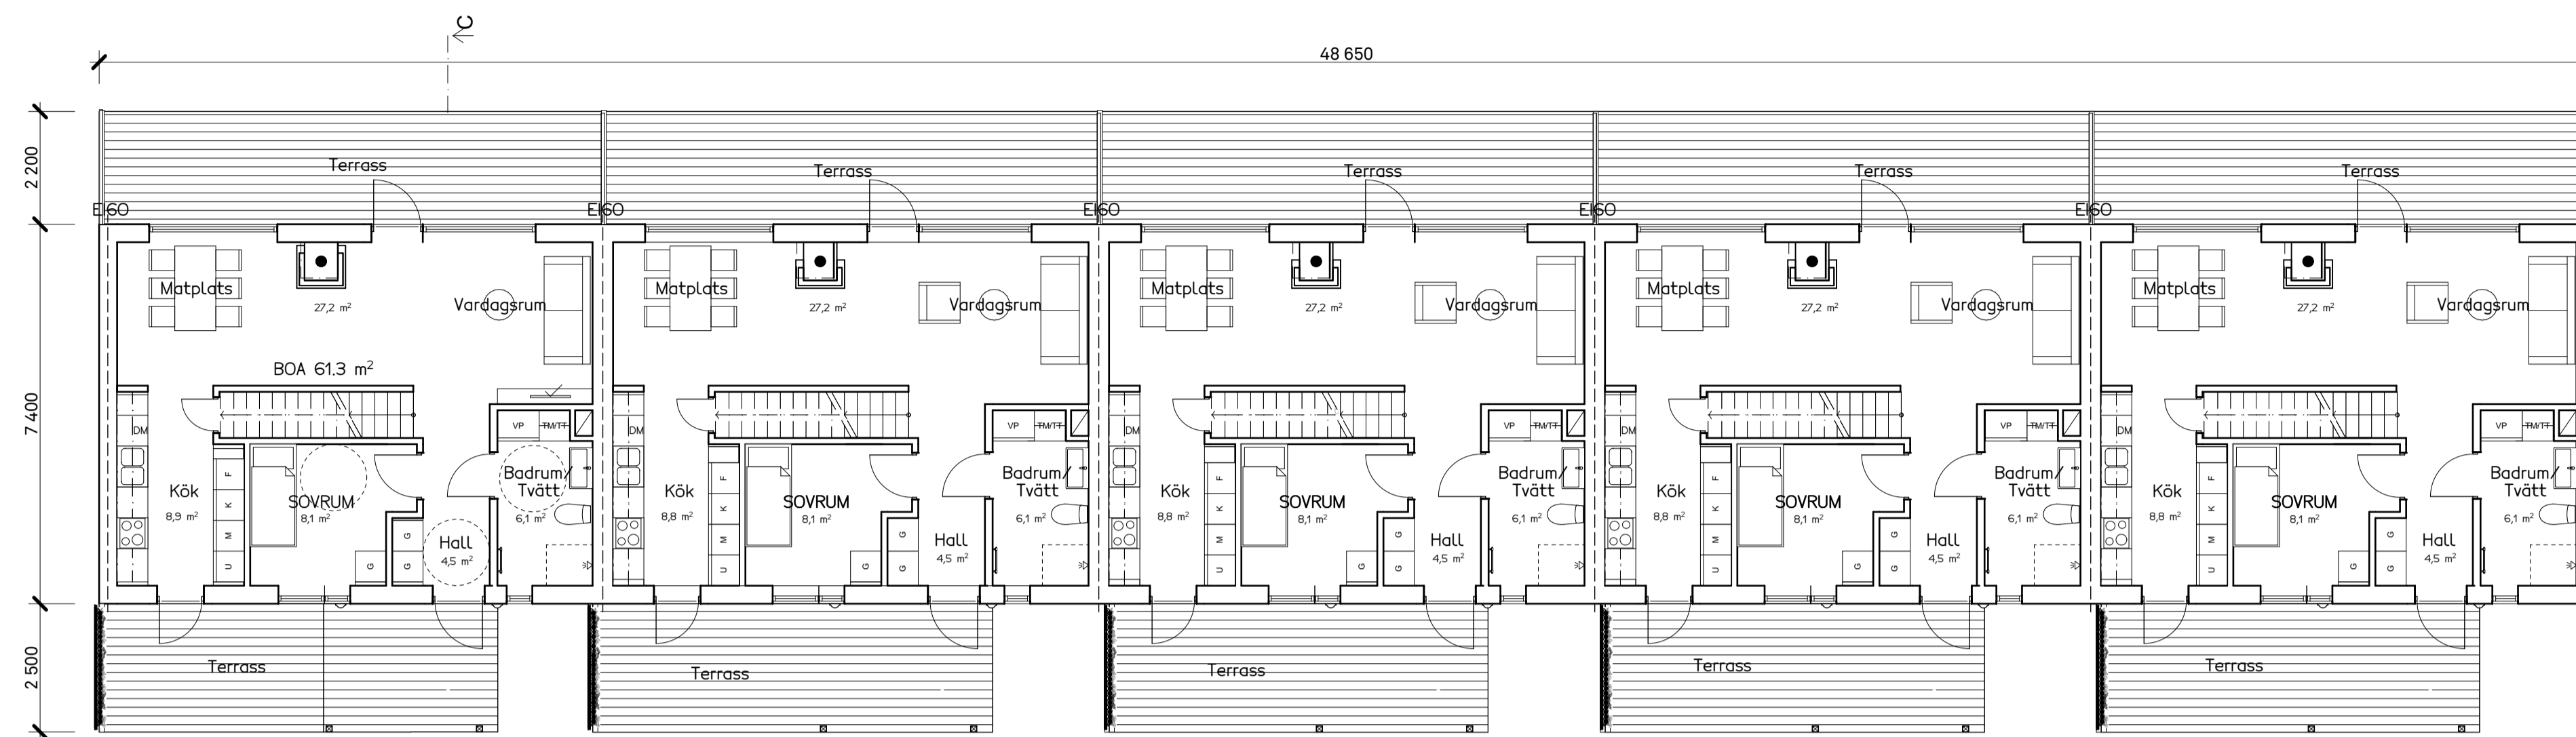 C
48 650
2 200
Terrass
Terrass
Terrass
Terrass
Terrass
EI60
EI60
EI60
EI60
EI60
7 400
Matplats
27,2 m²
Vardagsrum
BOA 61.3 m²
Matplats
27,2 m²
Vardagsrum
Matplats
27,2 m²
Vardagsrum
Matplats
27,2 m²
Vardagsrum
Matplats
27,2 m²
Vardagsrum
DM
Kök
8,9 m²
F
K
M
U
SOVRUM
8,1 m²
G
G
G
Hall
4,5 m²
VP
TM/TT
Badrum/
Tvätt
6,1 m²
DM
Kök
8,8 m²
F
K
M
U
SOVRUM
8,1 m²
G
G
G
Hall
4,5 m²
VP
TM/TT
Badrum/
Tvätt
6,1 m²
DM
Kök
8,8 m²
F
K
M
U
SOVRUM
8,1 m²
G
G
G
Hall
4,5 m²
VP
TM/TT
Badrum/
Tvätt
6,1 m²
DM
Kök
8,8 m²
F
K
M
U
SOVRUM
8,1 m²
G
G
G
Hall
4,5 m²
VP
TM/TT
Badrum/
Tvätt
6,1 m²
DM
Kök
8,8 m²
F
K
M
U
SOVRUM
8,1 m²
G
G
G
Hall
4,5 m²
VP
TM/TT
Badrum/
Tvätt
6,1 m²
2 500
Terrass
Terrass
Terrass
Terrass
Terrass